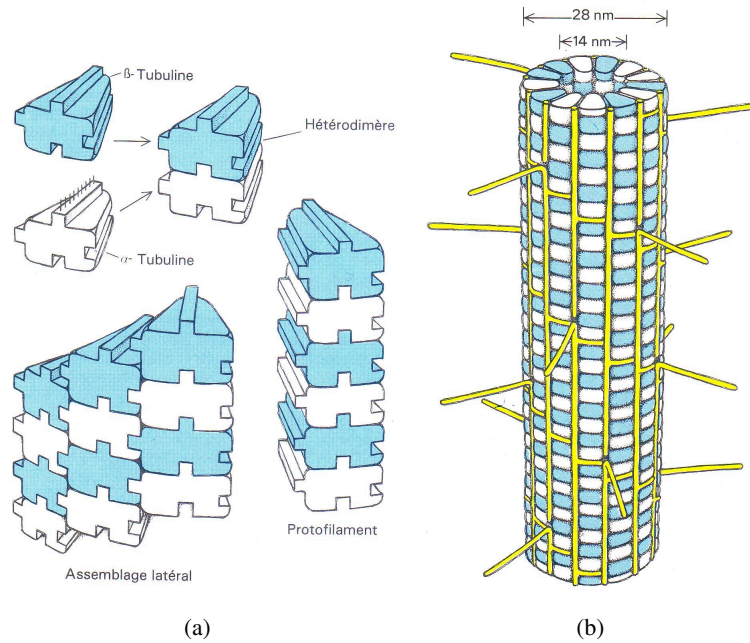 ß-Tubuline
Hétérodimère
α-Tubuline
Protofilament
Assemblage latéral
(a)
28 nm
14 nm
(b)